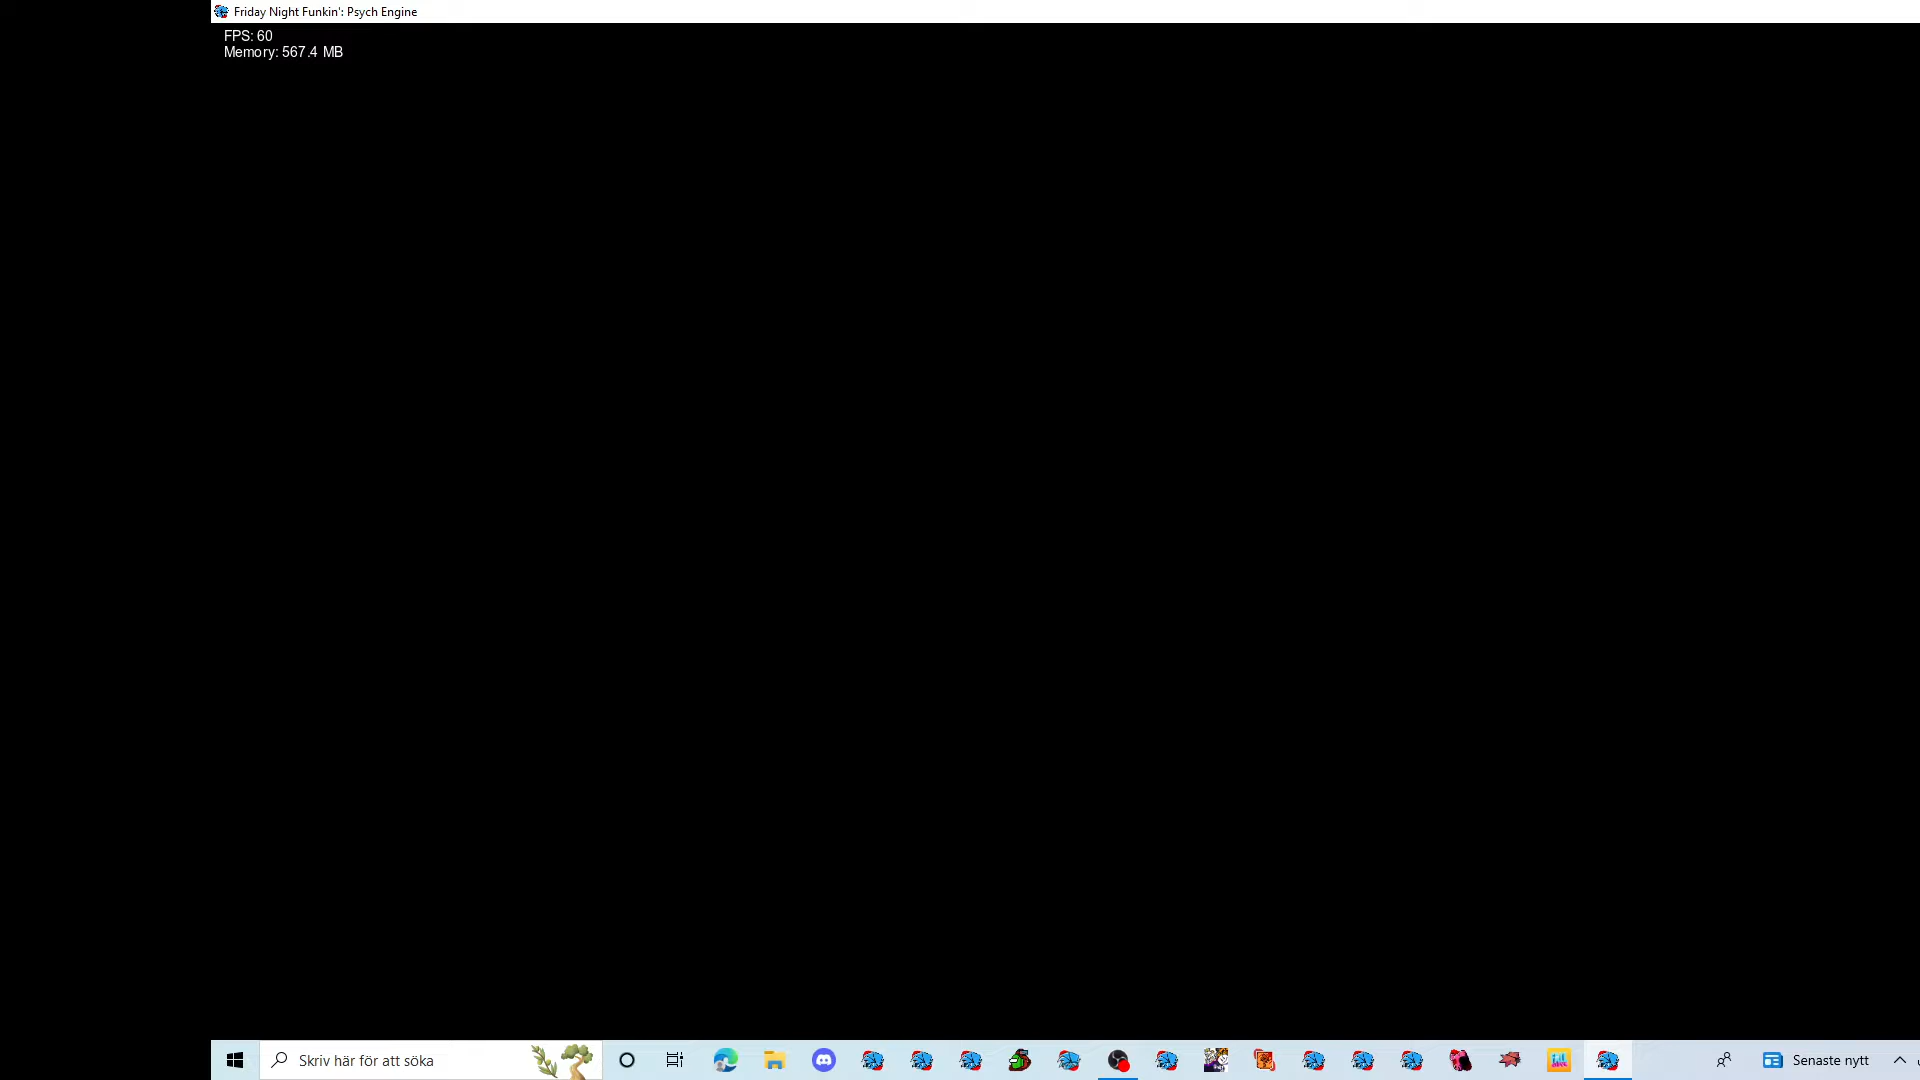 Friday Night Funkin': Psych Engine
FPS: 60
Memory: 567.4 MB
Skriv här för att söka
Senaste nytt